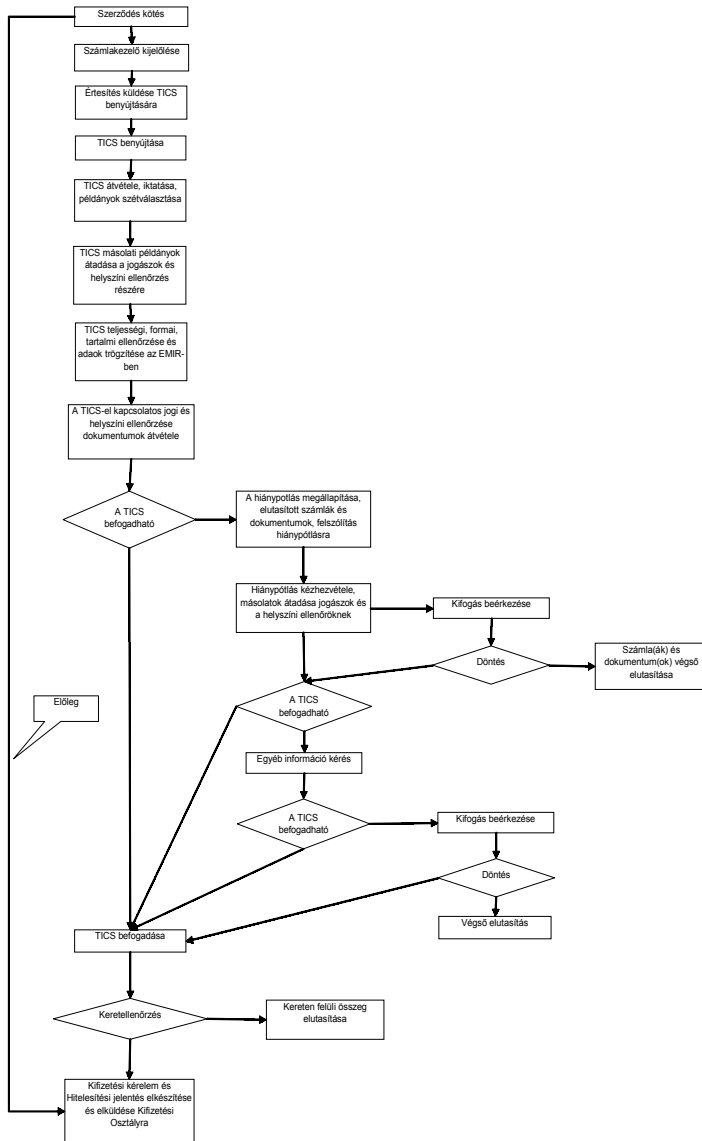 Szerződés kötés
Számlakezelő kijelőlése
Értesítés küldése TICS
benyújtására
TICS benyújtása
TICS átvétele, iktatása,
példányok szétválasztása
TICS másolati példányok
átadása a jogászok és
helyszíni ellenőrzés
részére
TICS teljességi, formai,
tartalmi ellenőrzése és
adaok trögzítése az EMIR-
ben
A TICS-el kapcsolatos jogi és
helyszíni ellenőrzése
dokumentumok átvétele
A TICS
befogadható
A hiánypotlás megállapítása,
elutasított számlák és
dokumentumok, felszólítás
hiánypótlásra
Hiánypótlás kézhezvétele,
másolatok átadása jogászok és
a helyszíni ellenőröknek
Kifogás beérkezése
Döntés
Számla(ák) és
dokumentum(ok) végső
elutasítása
A TICS
befogadható
Előleg
Egyéb információ kérés
A TICS
befogadható
Kifogás beérkezése
Döntés
Végső elutasítás
TICS befogadása
Keretellenőrzés
Kereten felüli összeg
elutasítása
Kifizetési kérelem és
Hitelesítési jelentés elkészítése
és elküldése Kifizetési
Osztályra